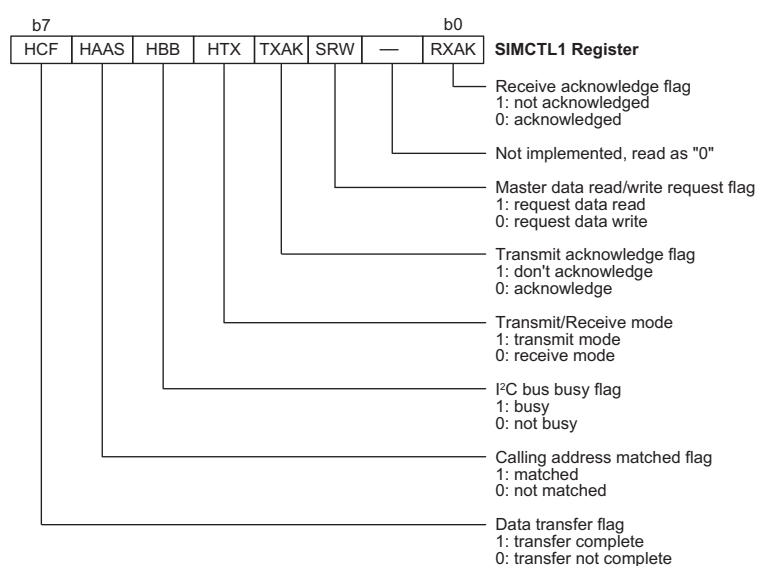 b7 b0
HCF HAAS HBB HTX TXAK SRW — RXAK SIMCTL1 Register
Receive acknowledge flag
1: not acknowledged
0: acknowledged
Not implemented, read as "0"
Master data read/write request flag
1: request data read
0: request data write
Transmit acknowledge flag
1: don't acknowledge
0: acknowledge
Transmit/Receive mode
1: transmit mode
0: receive mode
I²C bus busy flag
1: busy
0: not busy
Calling address matched flag
1: matched
0: not matched
Data transfer flag
1: transfer complete
0: transfer not complete